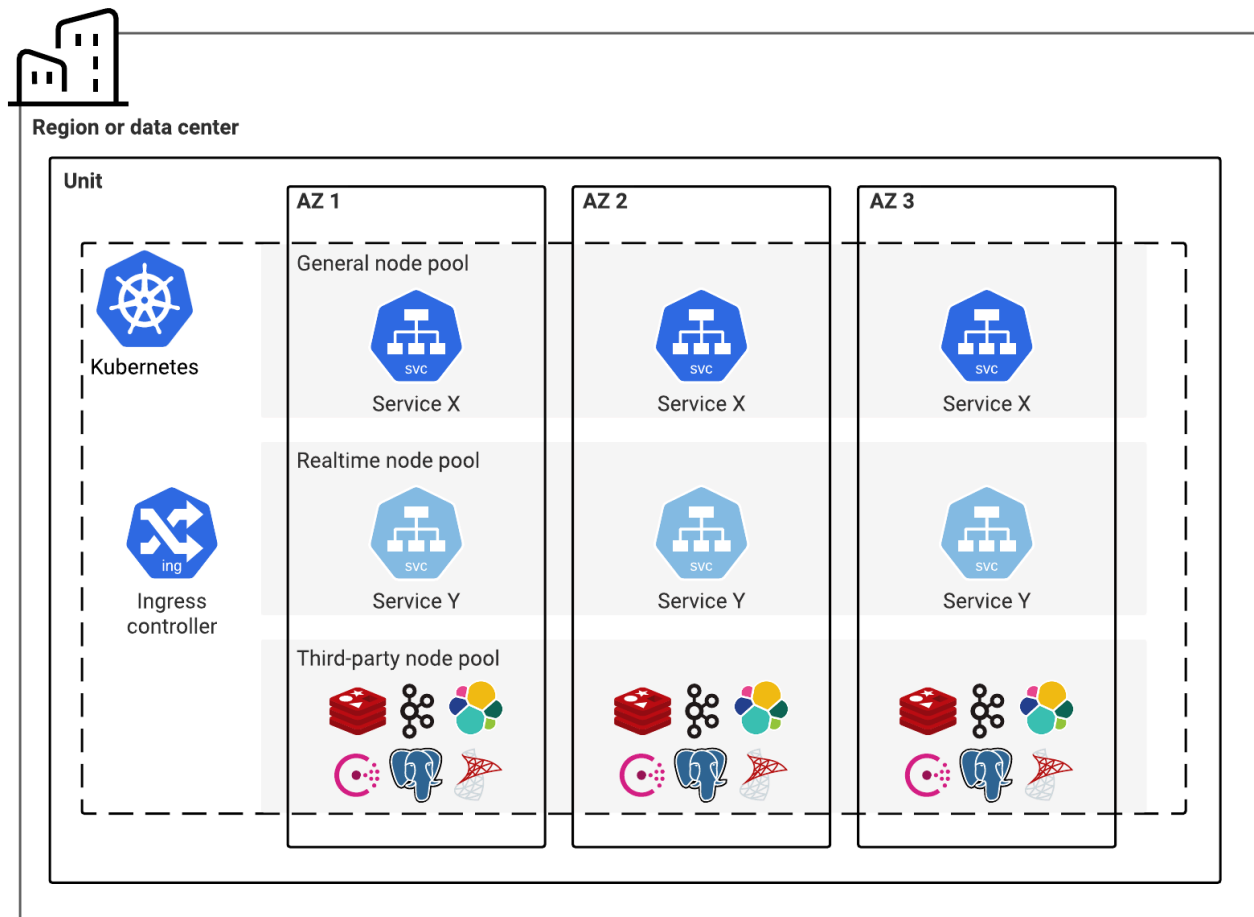 Region or data center
Unit
AZ 1
AZ 2
AZ 3
General node pool
Kubernetes
svc
svc
svc
Service X
Service X
Service X
Realtime node pool
ing
Ingress
controller
svc
svc
svc
Service Y
Service Y
Service Y
Third-party node pool